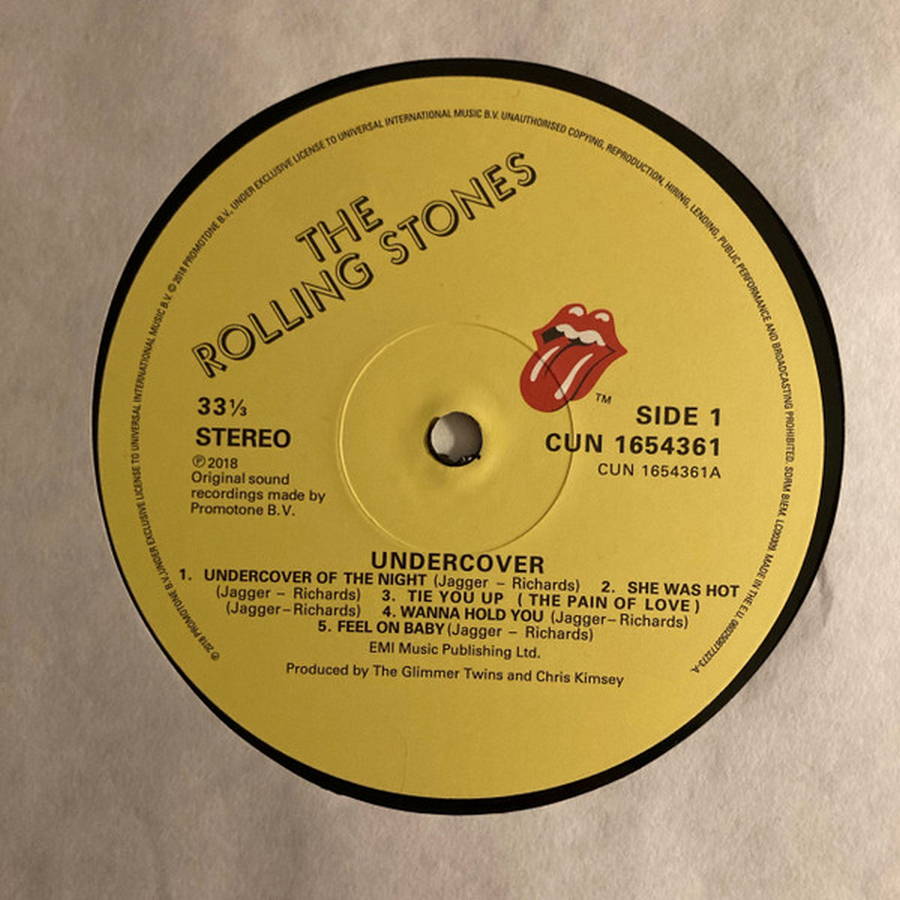 THE
ROLLING STONES
33⅓
STEREO
℗ 2018
Original sound
recordings made by
Promotone B.V.
TM
SIDE 1
CUN 1654361
CUN 1654361A
UNDERCOVER
1. UNDERCOVER OF THE NIGHT (Jagger – Richards) 2. SHE WAS HOT
(Jagger – Richards) 3. TIE YOU UP (THE PAIN OF LOVE)
(Jagger–Richards) 4. WANNA HOLD YOU (Jagger–Richards)
5. FEEL ON BABY (Jagger – Richards)
EMI Music Publishing Ltd.
Produced by The Glimmer Twins and Chris Kimsey
℗ 2018 PROMOTONE B.V. UNDER EXCLUSIVE LICENSE TO UNIVERSAL INTERNATIONAL MUSIC B.V. © 2018 PROMOTONE B.V., UNDER EXCLUSIVE LICENSE TO UNIVERSAL INTERNATIONAL MUSIC B.V. UNAUTHORISED COPYING, REPRODUCTION, HIRING, LENDING, PUBLIC PERFORMANCE AND BROADCASTING PROHIBITED. SDRM BIEM. LC00309. MADE IN THE EU.